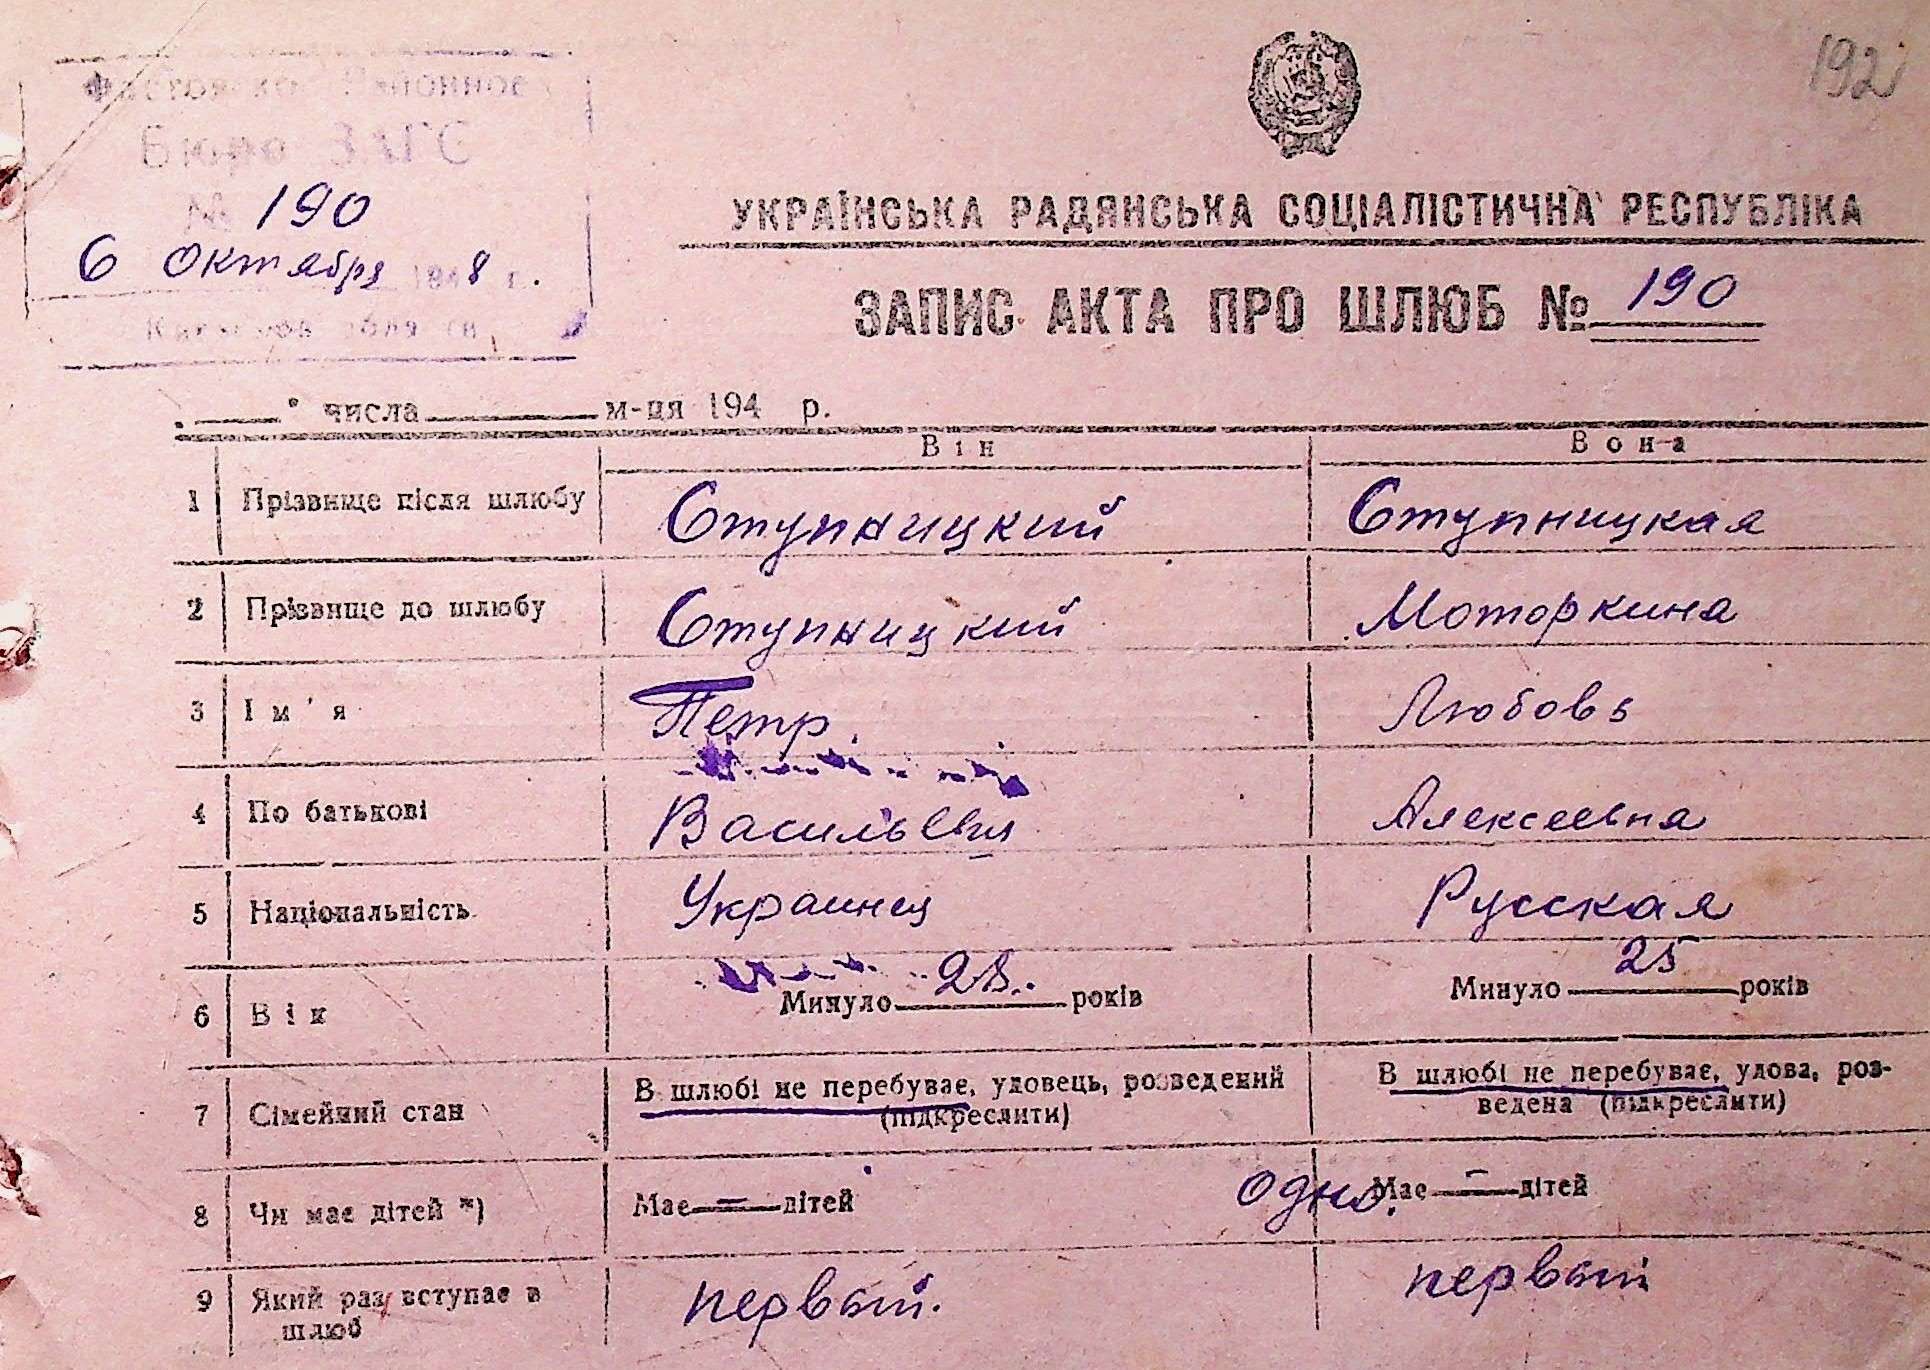 192
Районное
Бюро ЗАГС
№ 190
6 Октября 1948 г.
УКРАЇНСЬКА РАДЯНСЬКА СОЦІАЛІСТИЧНА РЕСПУБЛІКА
ЗАПИС АКТА ПРО ШЛЮБ № 190
числа м-ця 194 р.
Він Вона
1 Прізвище після шлюбу Ступницкий Ступницкая
2 Прізвище до шлюбу Ступницкий Моторкина
3 Ім'я Петр Любовь
4 По батькові Васильевич Алексеевна
5 Національність Украинец Русская
6 Вік Минуло 28 років Минуло 25 років
7 Сімейний стан В шлюбі не перебуває, удовець, розведений (підкреслити) В шлюбі не перебуває, удова, роз-
ведена (підкреслити)
8 Чи має дітей *) Має — дітей одно. Має — дітей
9 Який раз вступає в первый. первый
шлюб